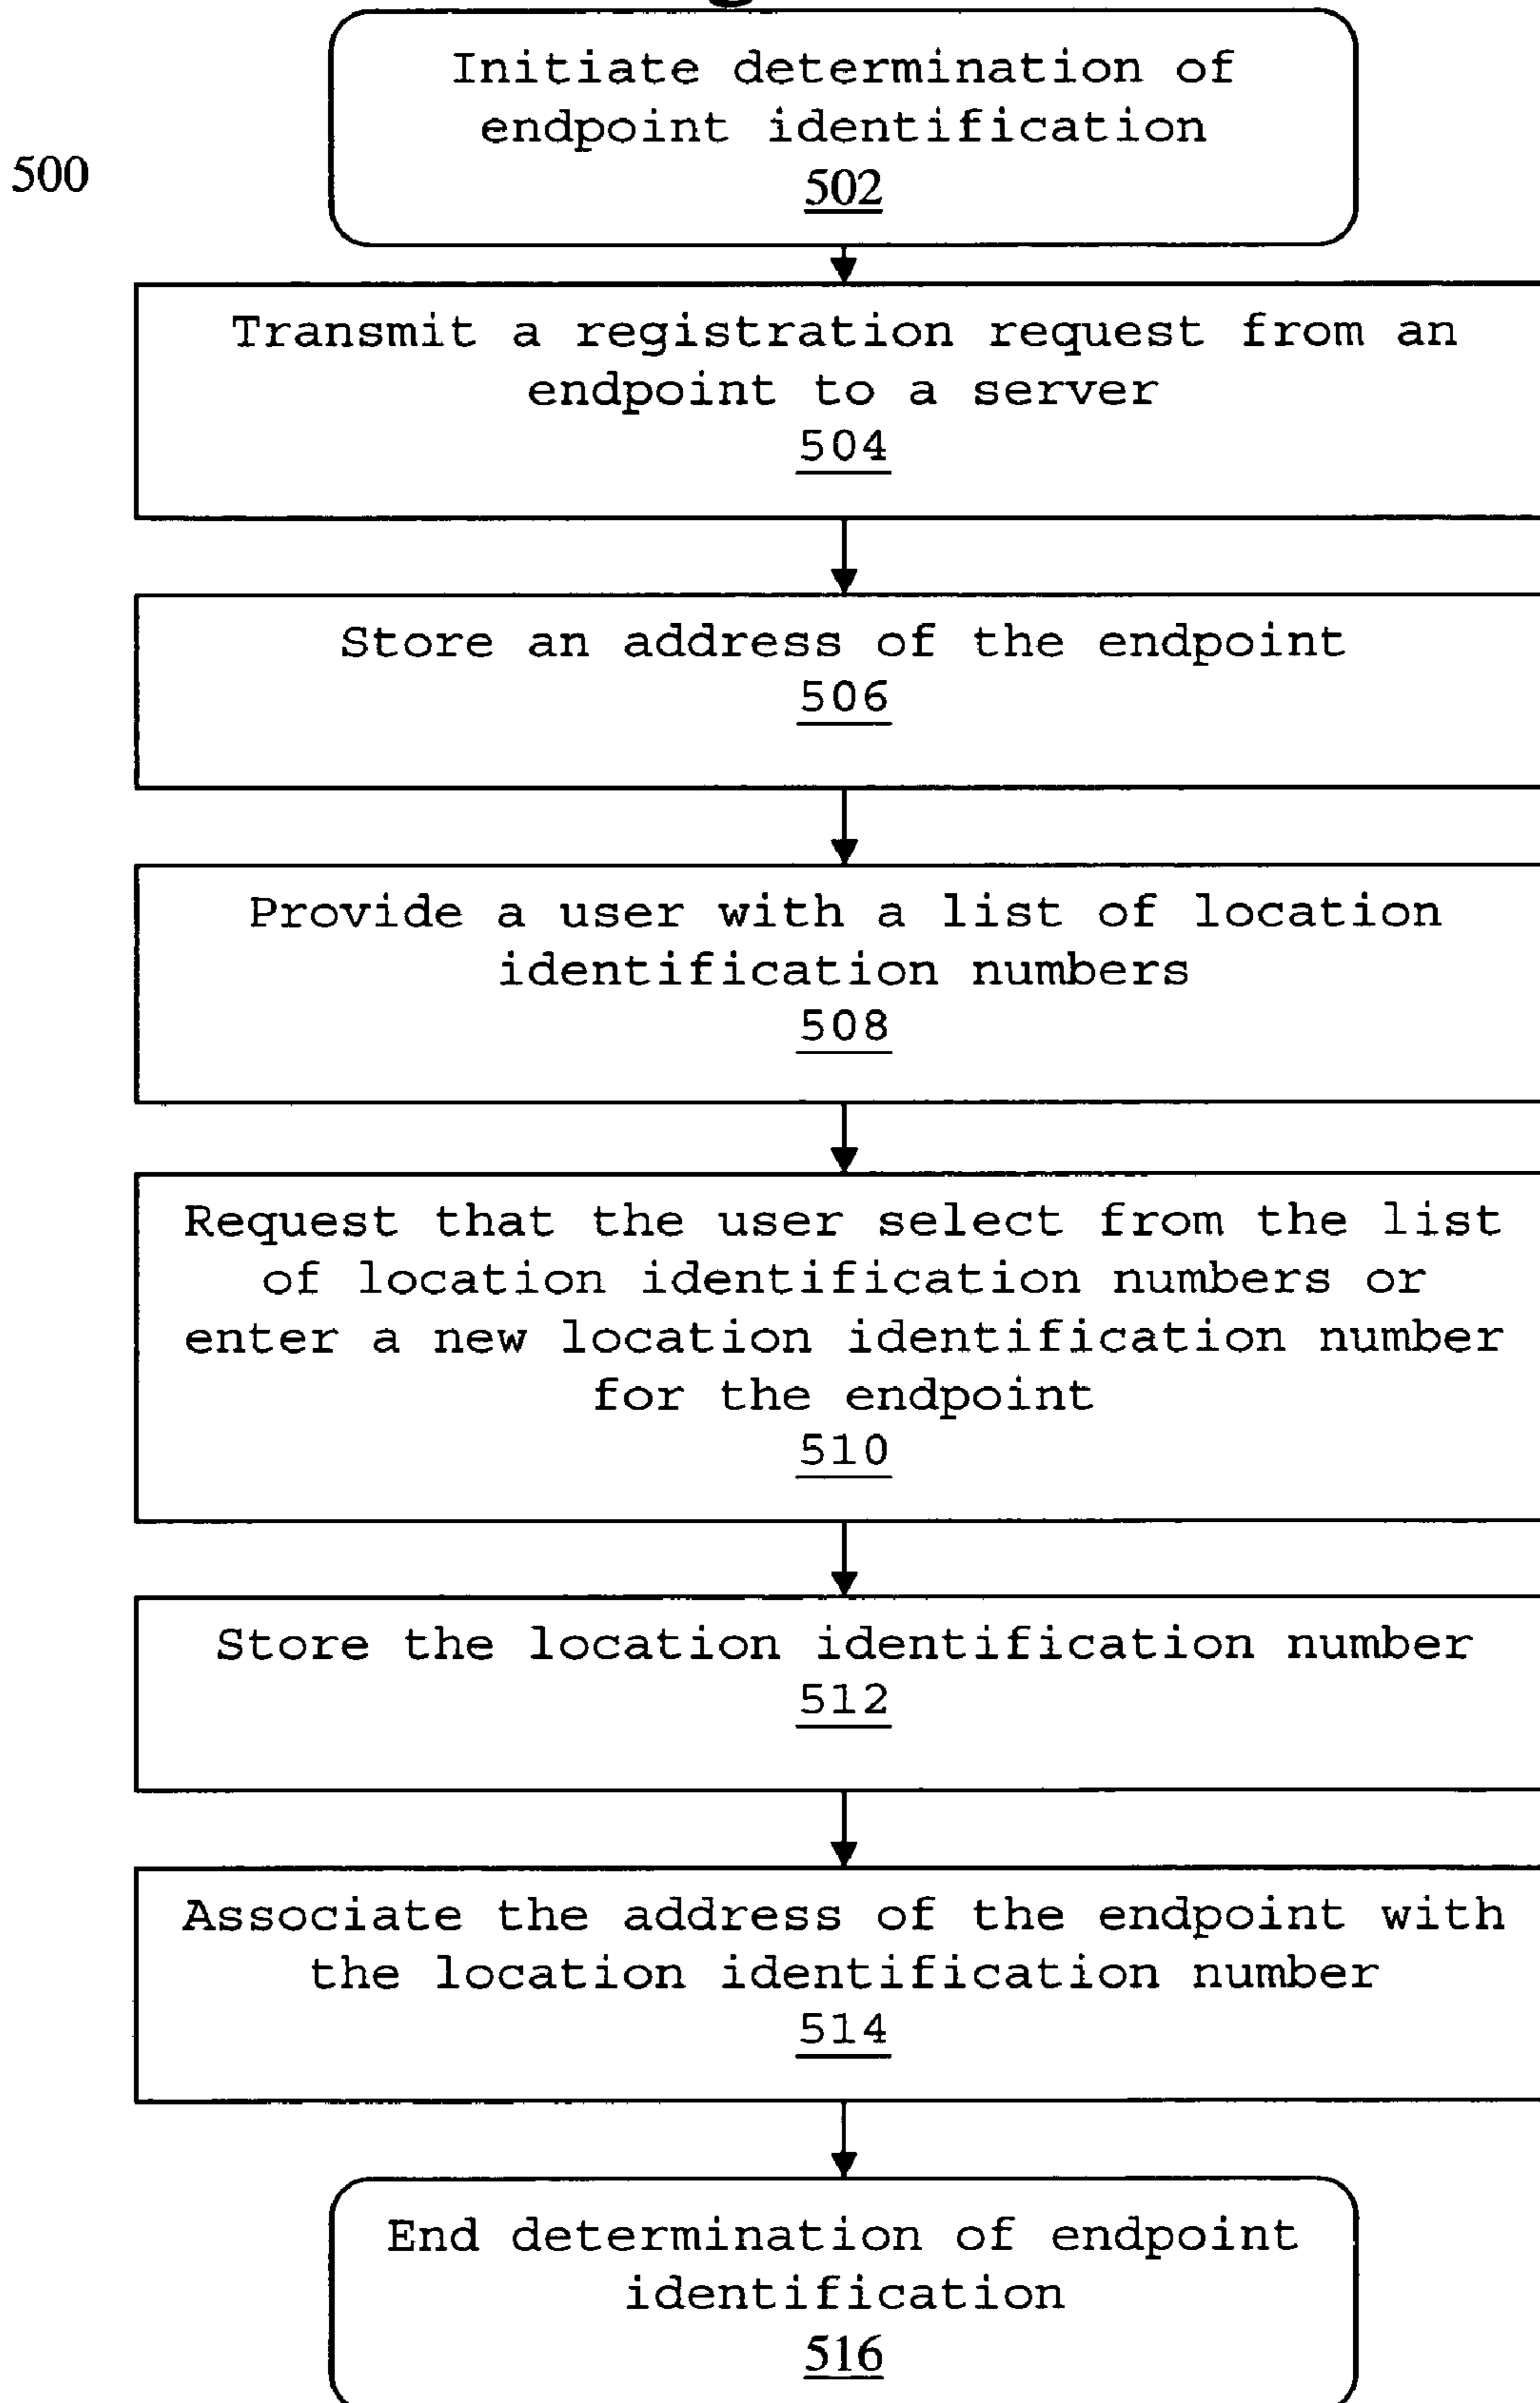 Initiate determination of
endpoint identification
502
500
Transmit a registration request from an
endpoint to a server
504
Store an address of the endpoint
506
Provide a user with a list of location
identification numbers
508
Request that the user select from the list
of location identification numbers or
enter a new location identification number
for the endpoint
510
Store the location identification number
512
Associate the address of the endpoint with
the location identification number
514
End determination of endpoint
identification
516